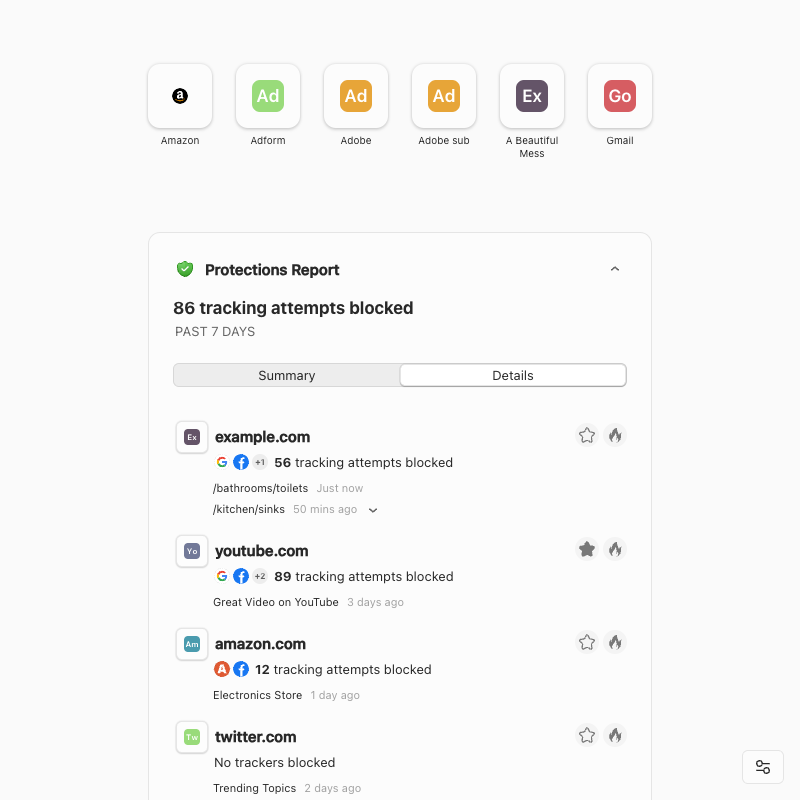 a
Ad
Ad
Ad
Ex
Go
Amazon
Adform
Adobe
Adobe sub
A Beautiful
Mess
Gmail
Protections Report
86 tracking attempts blocked
PAST 7 DAYS
Summary
Details
Ex
example.com
G f +1 56 tracking attempts blocked
/bathrooms/toilets Just now
/kitchen/sinks 50 mins ago
Yo
youtube.com
G f +2 89 tracking attempts blocked
Great Video on YouTube 3 days ago
Am
amazon.com
A f 12 tracking attempts blocked
Electronics Store 1 day ago
Tw
twitter.com
No trackers blocked
Trending Topics 2 days ago